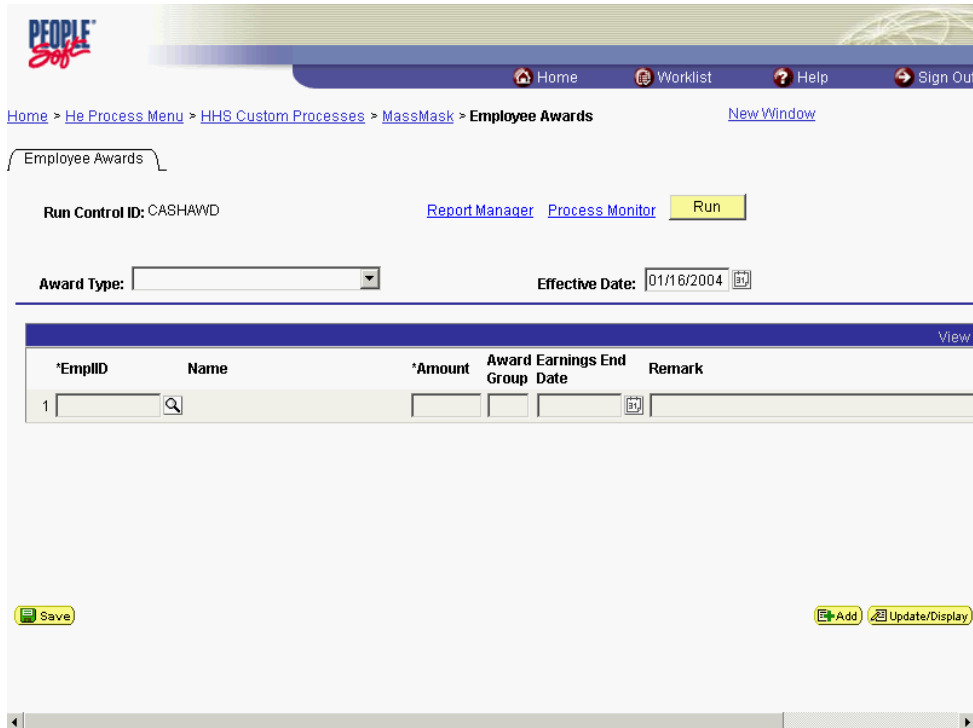 PEOPLE
Soft
Home Worklist Help Sign Out
Home > He Process Menu > HHS Custom Processes > MassMask > Employee Awards New Window
Employee Awards
Run Control ID: CASHAWD Report Manager Process Monitor Run
Award Type: Effective Date: 01/16/2004
View
*EmplID Name *Amount Award Group Earnings End Date Remark
1
Save Add Update/Display